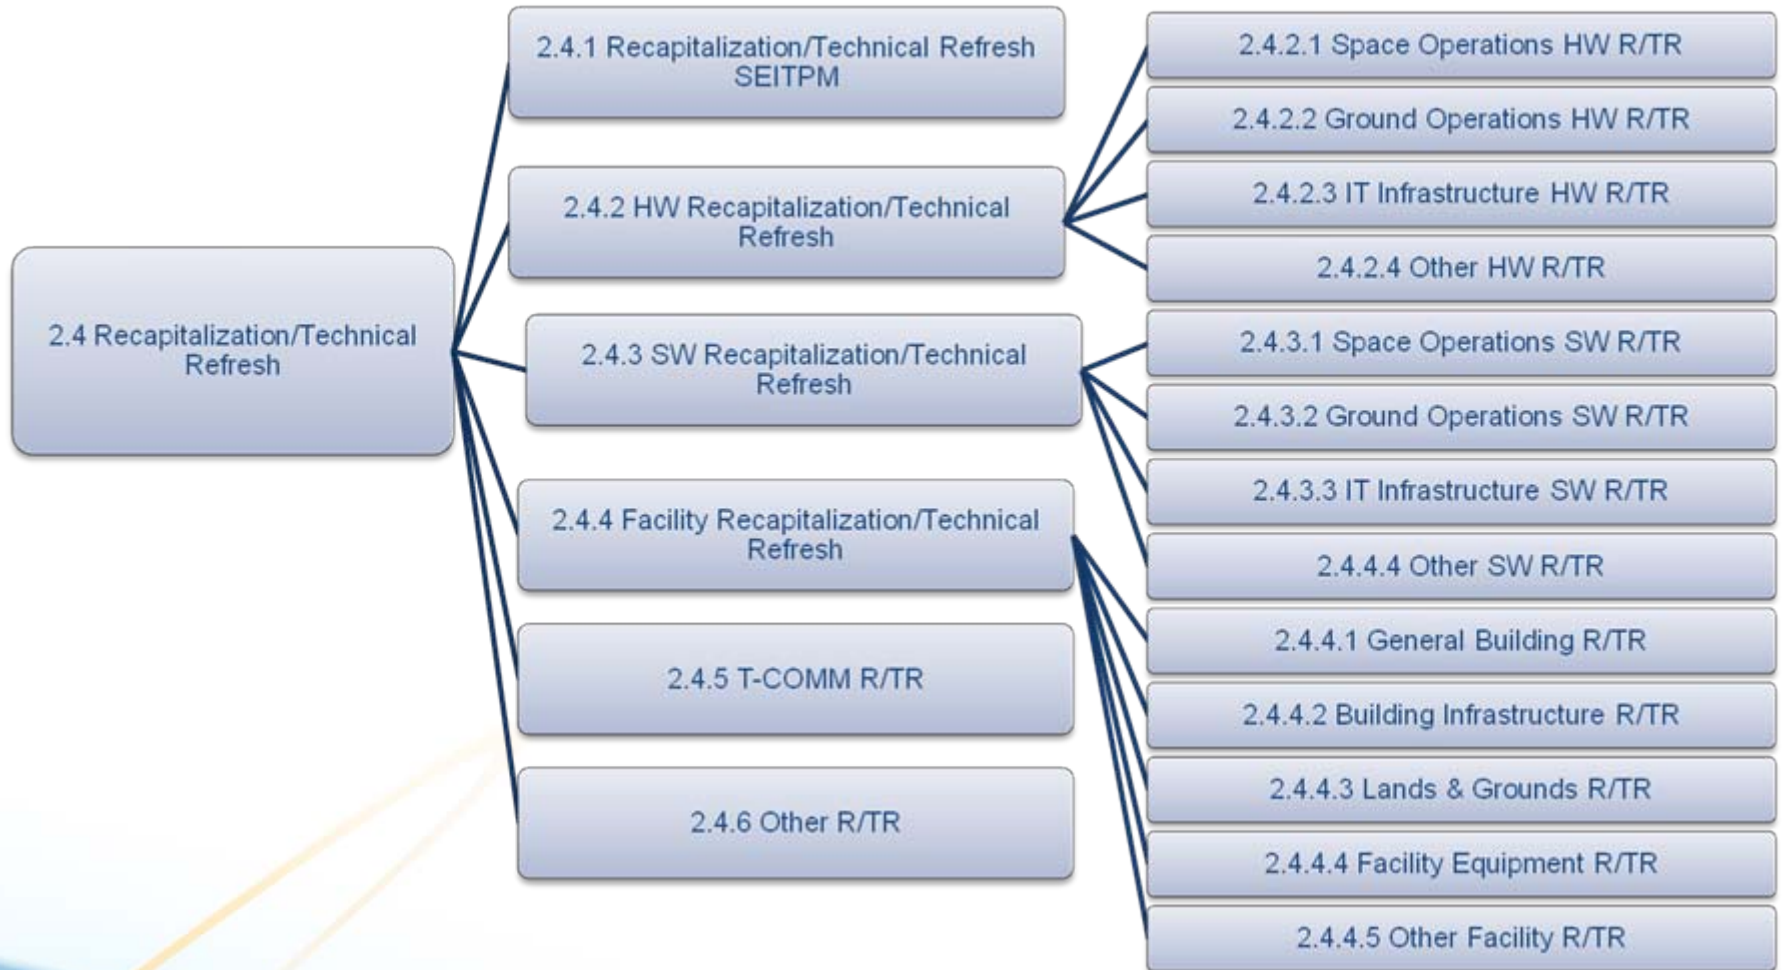 2.4 Recapitalization/Technical
Refresh
2.4.1 Recapitalization/Technical Refresh
SEITPM
2.4.2 HW Recapitalization/Technical
Refresh
2.4.2.1 Space Operations HW R/TR
2.4.2.2 Ground Operations HW R/TR
2.4.2.3 IT Infrastructure HW R/TR
2.4.2.4 Other HW R/TR
2.4.3 SW Recapitalization/Technical
Refresh
2.4.3.1 Space Operations SW R/TR
2.4.3.2 Ground Operations SW R/TR
2.4.3.3 IT Infrastructure SW R/TR
2.4.4.4 Other SW R/TR
2.4.4 Facility Recapitalization/Technical
Refresh
2.4.4.1 General Building R/TR
2.4.4.2 Building Infrastructure R/TR
2.4.4.3 Lands & Grounds R/TR
2.4.4.4 Facility Equipment R/TR
2.4.4.5 Other Facility R/TR
2.4.5 T-COMM R/TR
2.4.6 Other R/TR